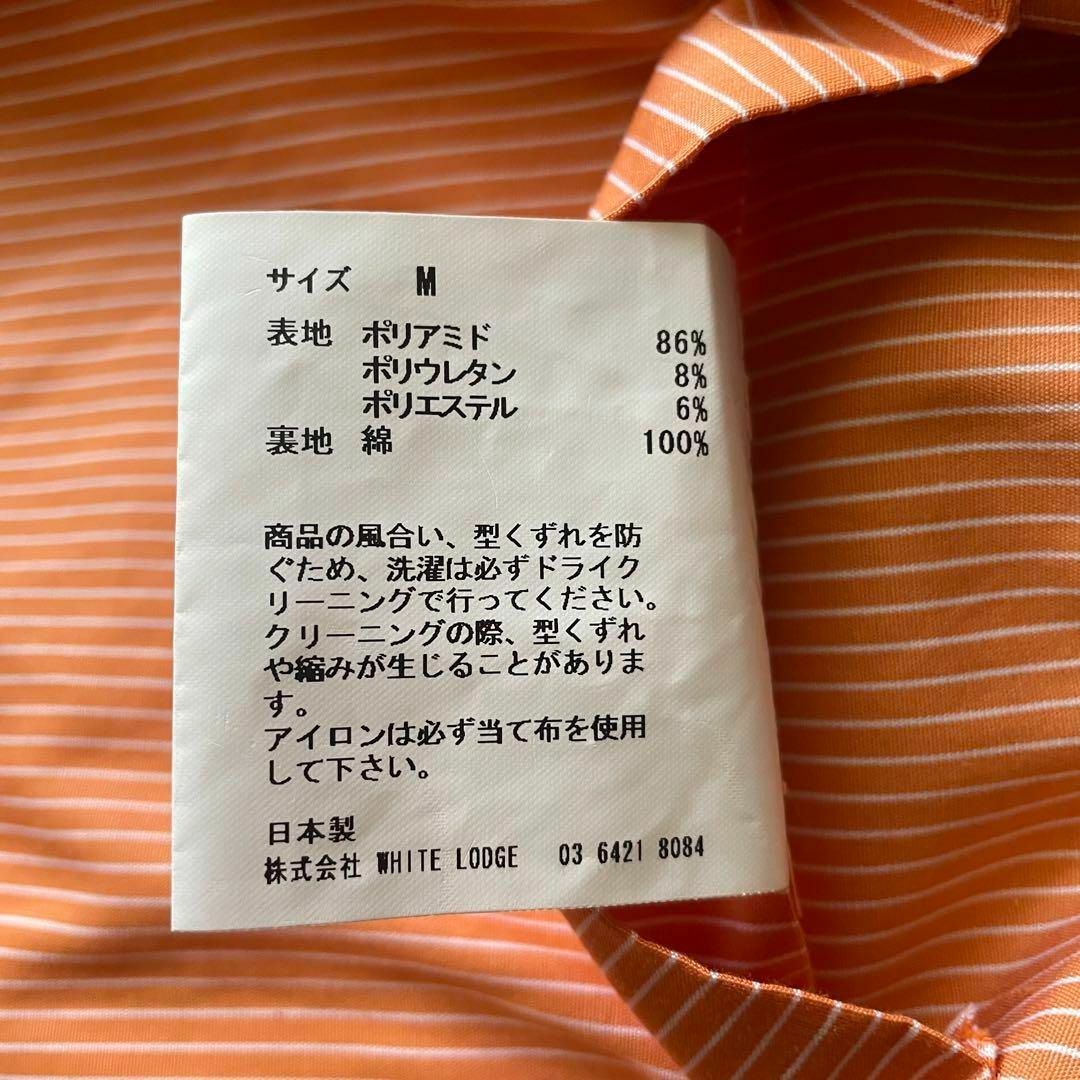 サイズ M
表地 ポリアミド 86%
ポリウレタン 8%
ポリエステル 6%
裏地 綿 100%
商品の風合い、型くずれを防
ぐため、洗濯は必ずドライク
リーニングで行ってください。
クリーニングの際、型くずれ
や縮みが生じることがありま
す。
アイロンは必ず当て布を使用
して下さい。
日本製
株式会社 WHITE LODGE 03 6421 8084